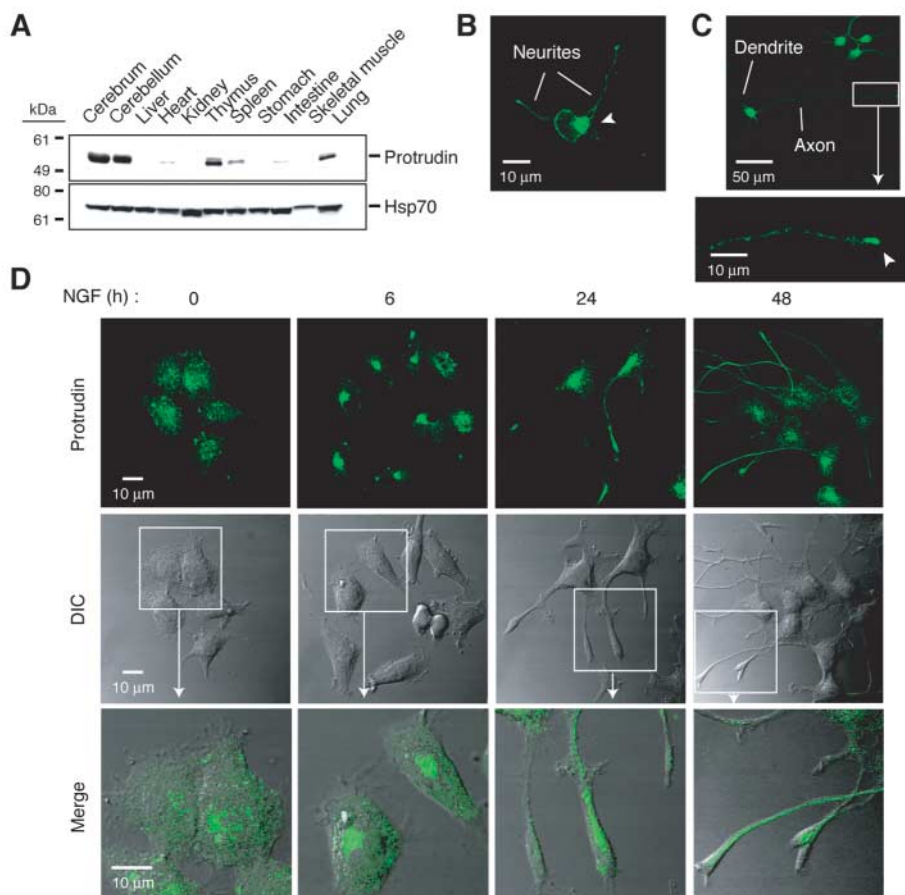 A
kDa
Cerebrum
Cerebellum
Liver
Heart
Kidney
Thymus
Spleen
Stomach
Intestine
Skeletal muscle
Lung
61
49
Protrudin
80
61
Hsp70
B
Neurites
10 μm
C
Dendrite
Axon
50 μm
10 μm
D
NGF (h) : 0 6 24 48
Protrudin
10 μm
DIC
10 μm
Merge
10 μm